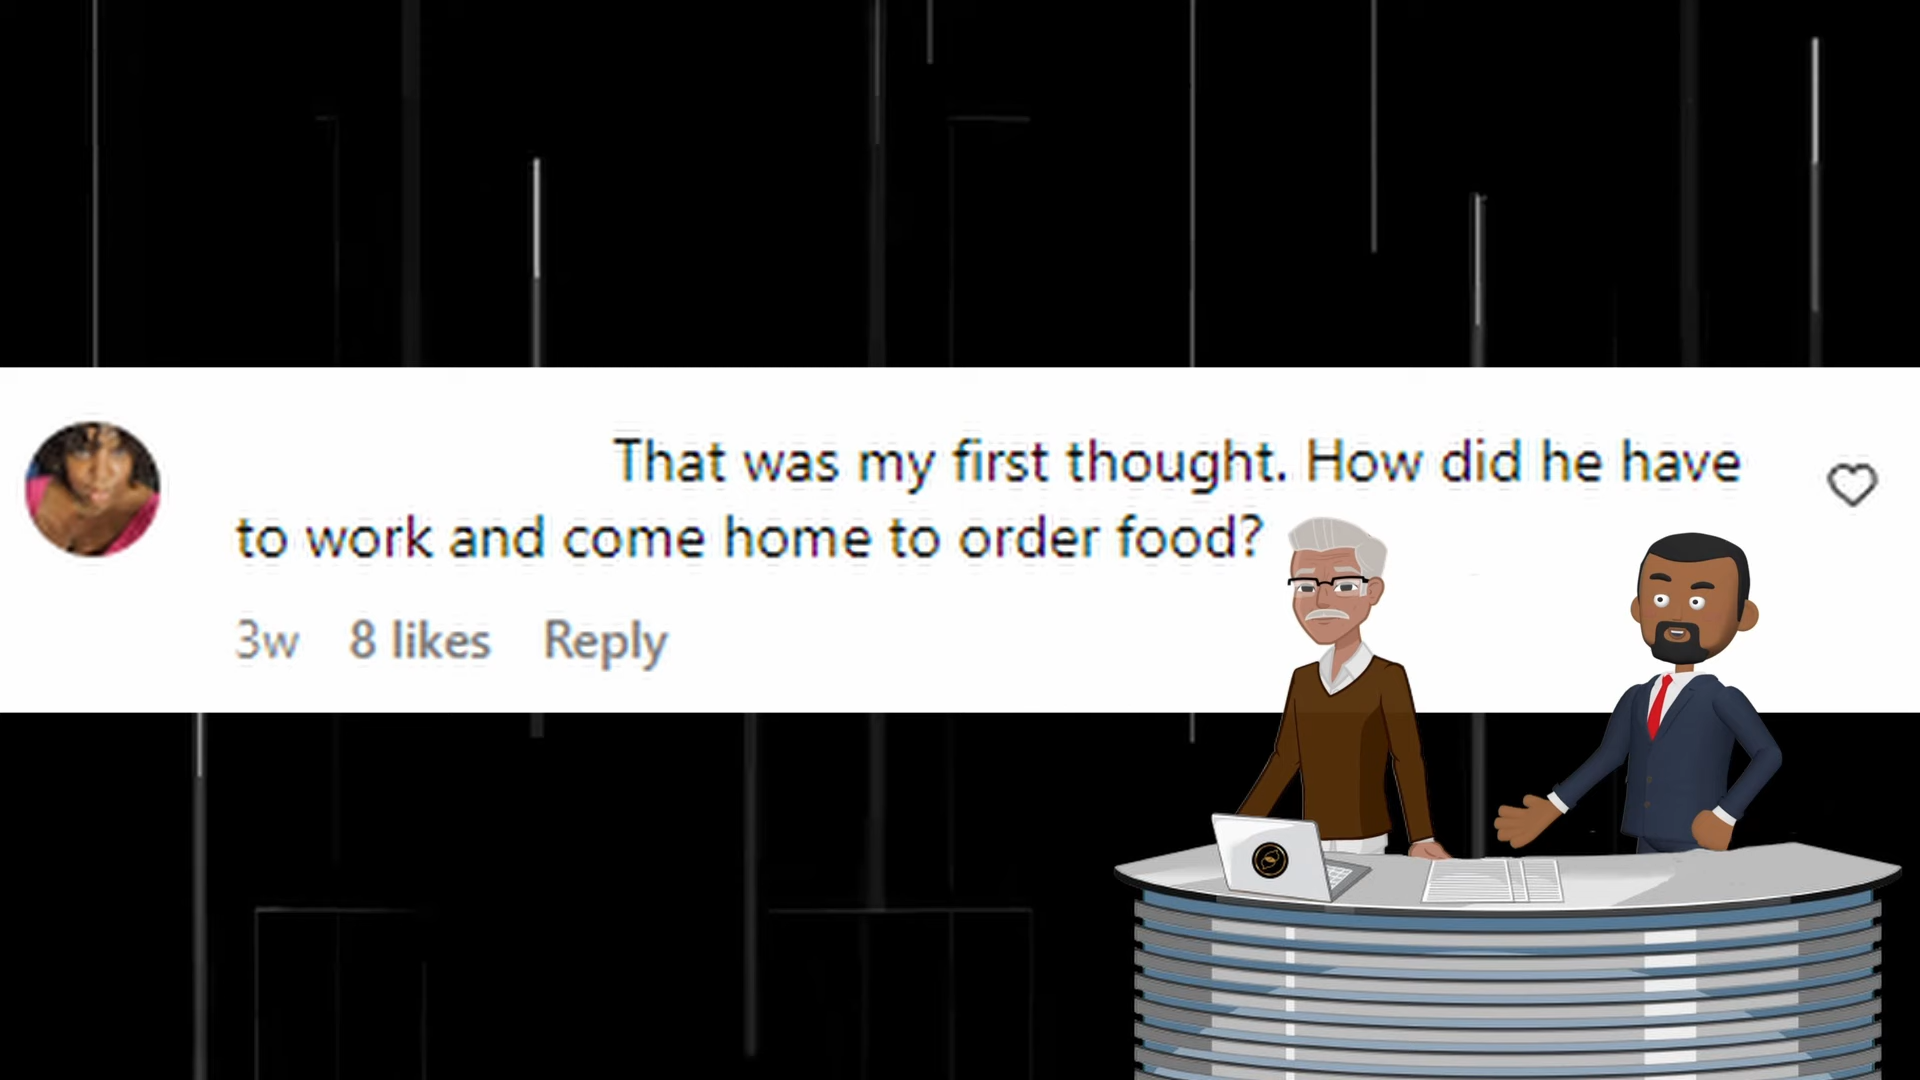 That was my first thought. How did he have
to work and come home to order food?
3w 8 likes Reply